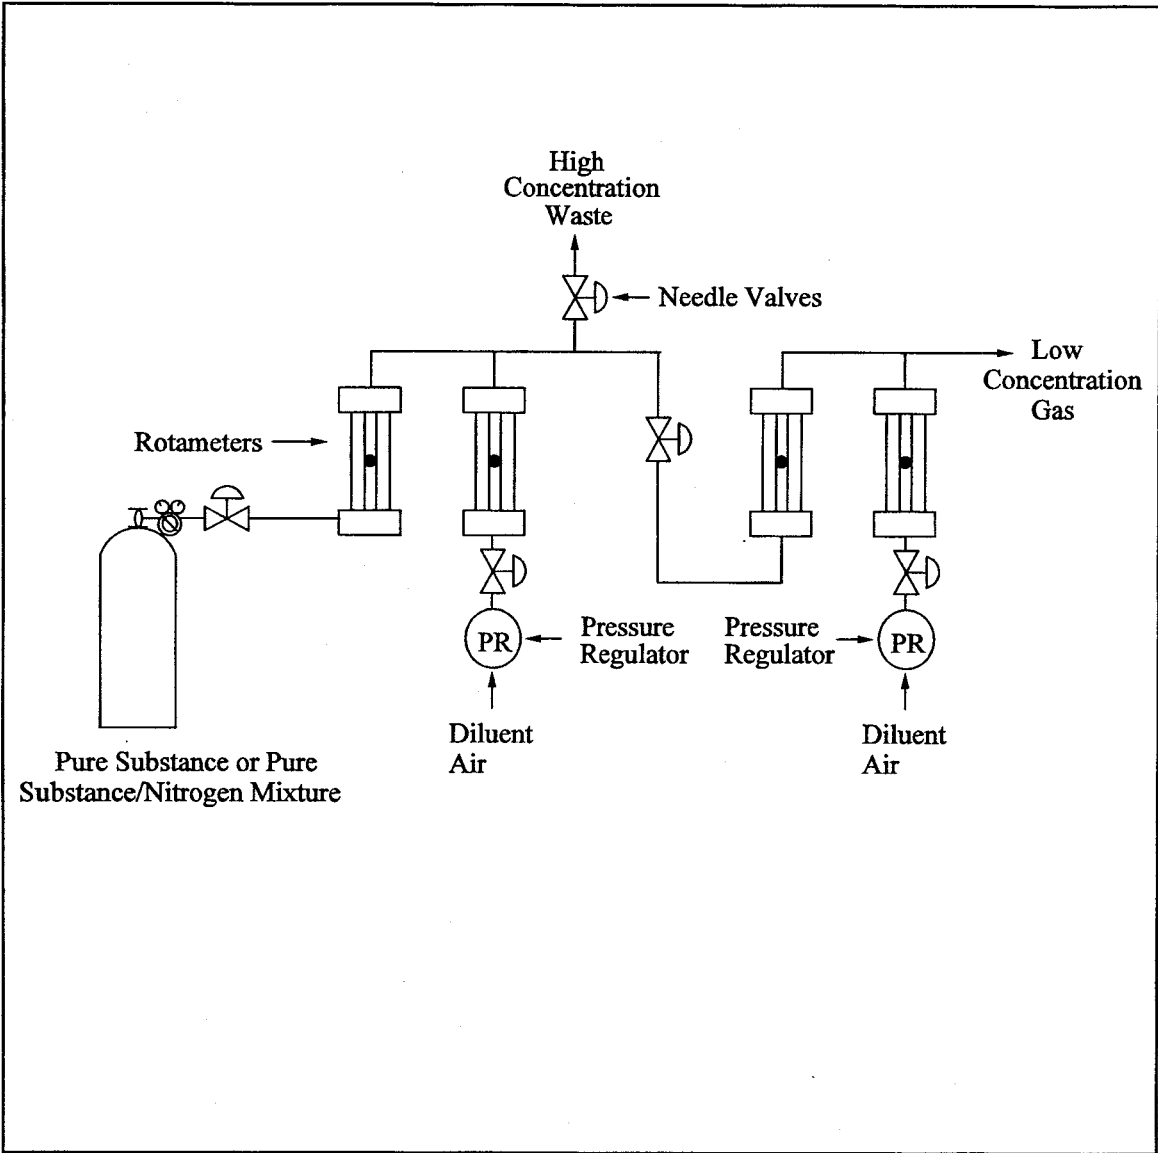 High
Concentration
Waste
Needle Valves
Low
Concentration
Gas
Rotameters
PR
Pressure
Regulator
Pressure
Regulator
PR
Diluent
Air
Diluent
Air
Pure Substance or Pure
Substance/Nitrogen Mixture